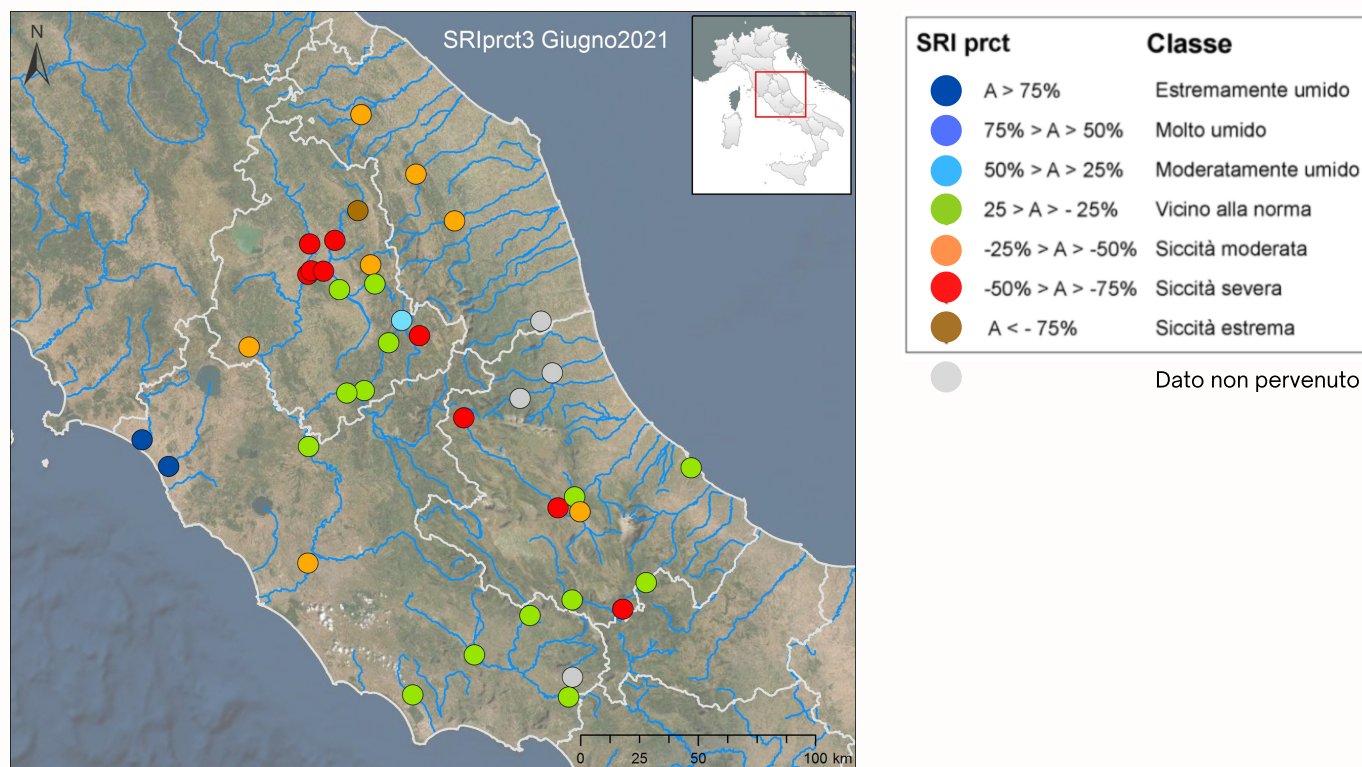 N
SRIprct3 Giugno2021
0 25 50 100 km
SRI prct Classe
A > 75% Estremamente umido
75% > A > 50% Molto umido
50% > A > 25% Moderatamente umido
25 > A > - 25% Vicino alla norma
-25% > A > -50% Siccità moderata
-50% > A > -75% Siccità severa
A < - 75% Siccità estrema
Dato non pervenuto